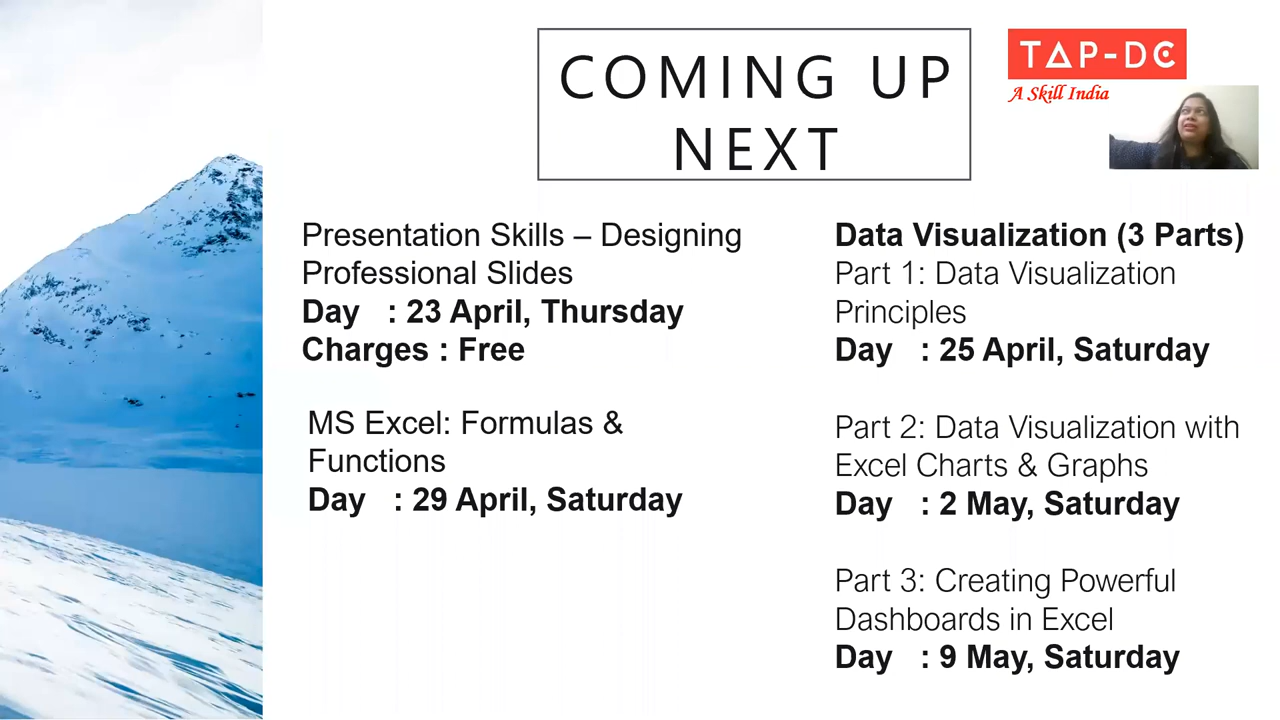 COMING UP
NEXT
TAP-DC
A Skill India
Presentation Skills – Designing
Professional Slides
Day : 23 April, Thursday
Charges : Free
MS Excel: Formulas &
Functions
Day : 29 April, Saturday
Data Visualization (3 Parts)
Part 1: Data Visualization
Principles
Day : 25 April, Saturday
Part 2: Data Visualization with
Excel Charts & Graphs
Day : 2 May, Saturday
Part 3: Creating Powerful
Dashboards in Excel
Day : 9 May, Saturday